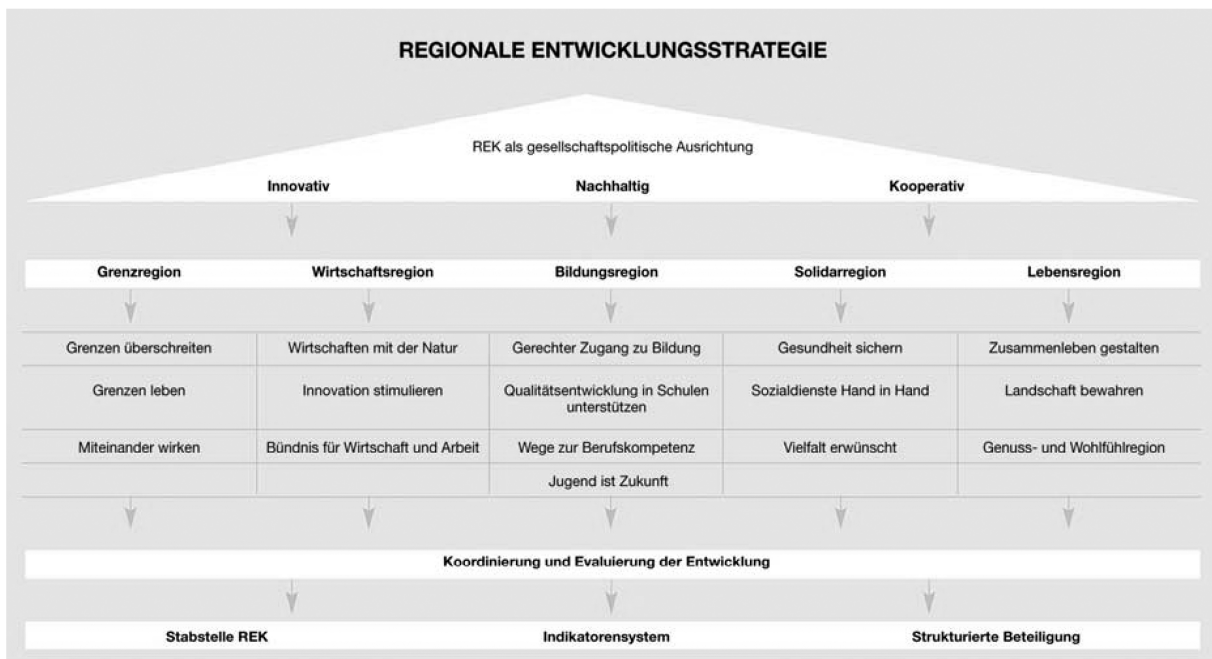 REGIONALE ENTWICKLUNGSSTRATEGIE
REK als gesellschaftspolitische Ausrichtung
Innovativ Nachhaltig Kooperativ
Grenzregion Wirtschaftsregion Bildungsregion Solidarregion Lebensregion
Grenzen überschreiten Wirtschaften mit der Natur Gerechter Zugang zu Bildung Gesundheit sichern Zusammenleben gestalten
Grenzen leben Innovation stimulieren Qualitätsentwicklung in Schulen Sozialdienste Hand in Hand Landschaft bewahren
unterstützen
Miteinander wirken Bündnis für Wirtschaft und Arbeit Wege zur Berufskompetenz Vielfalt erwünscht Genuss- und Wohlfühlregion
Jugend ist Zukunft
Koordinierung und Evaluierung der Entwicklung
Stabstelle REK Indikatorensystem Strukturierte Beteiligung